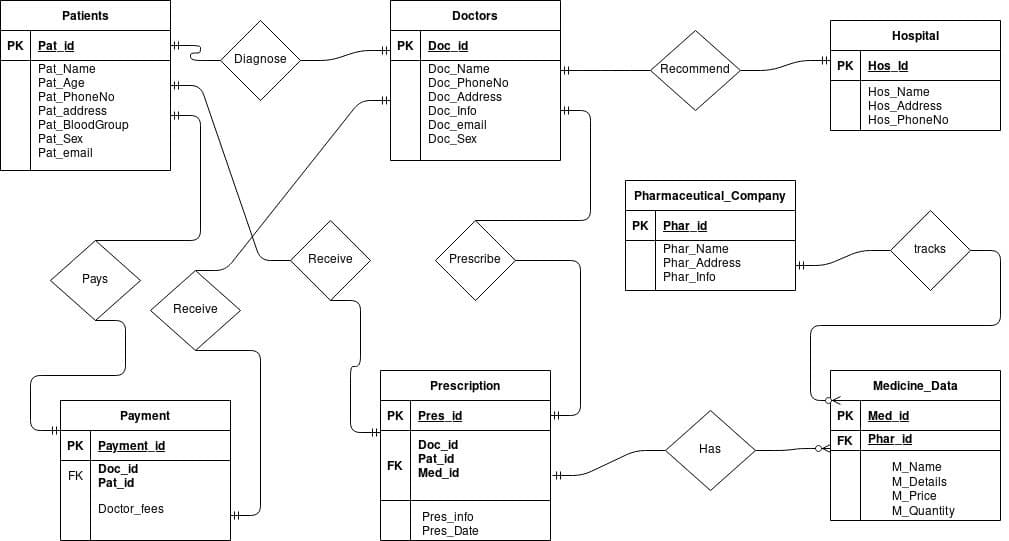 Patients
PK Pat_id
Pat_Name
Pat_Age
Pat_PhoneNo
Pat_address
Pat_BloodGroup
Pat_Sex
Pat_email
Diagnose
Doctors
PK Doc_id
Doc_Name
Doc_PhoneNo
Doc_Address
Doc_Info
Doc_email
Doc_Sex
Recommend
Hospital
PK Hos_Id
Hos_Name
Hos_Address
Hos_PhoneNo
Pharmaceutical_Company
PK Phar_id
Phar_Name
Phar_Address
Phar_Info
tracks
Pays
Receive
Receive
Prescribe
Payment
PK Payment_id
FK Doc_id
Pat_id
Doctor_fees
Prescription
PK Pres_id
Doc_id
FK Pat_id
Med_id
Pres_info
Pres_Date
Has
Medicine_Data
PK Med_id
FK Phar_id
M_Name
M_Details
M_Price
M_Quantity